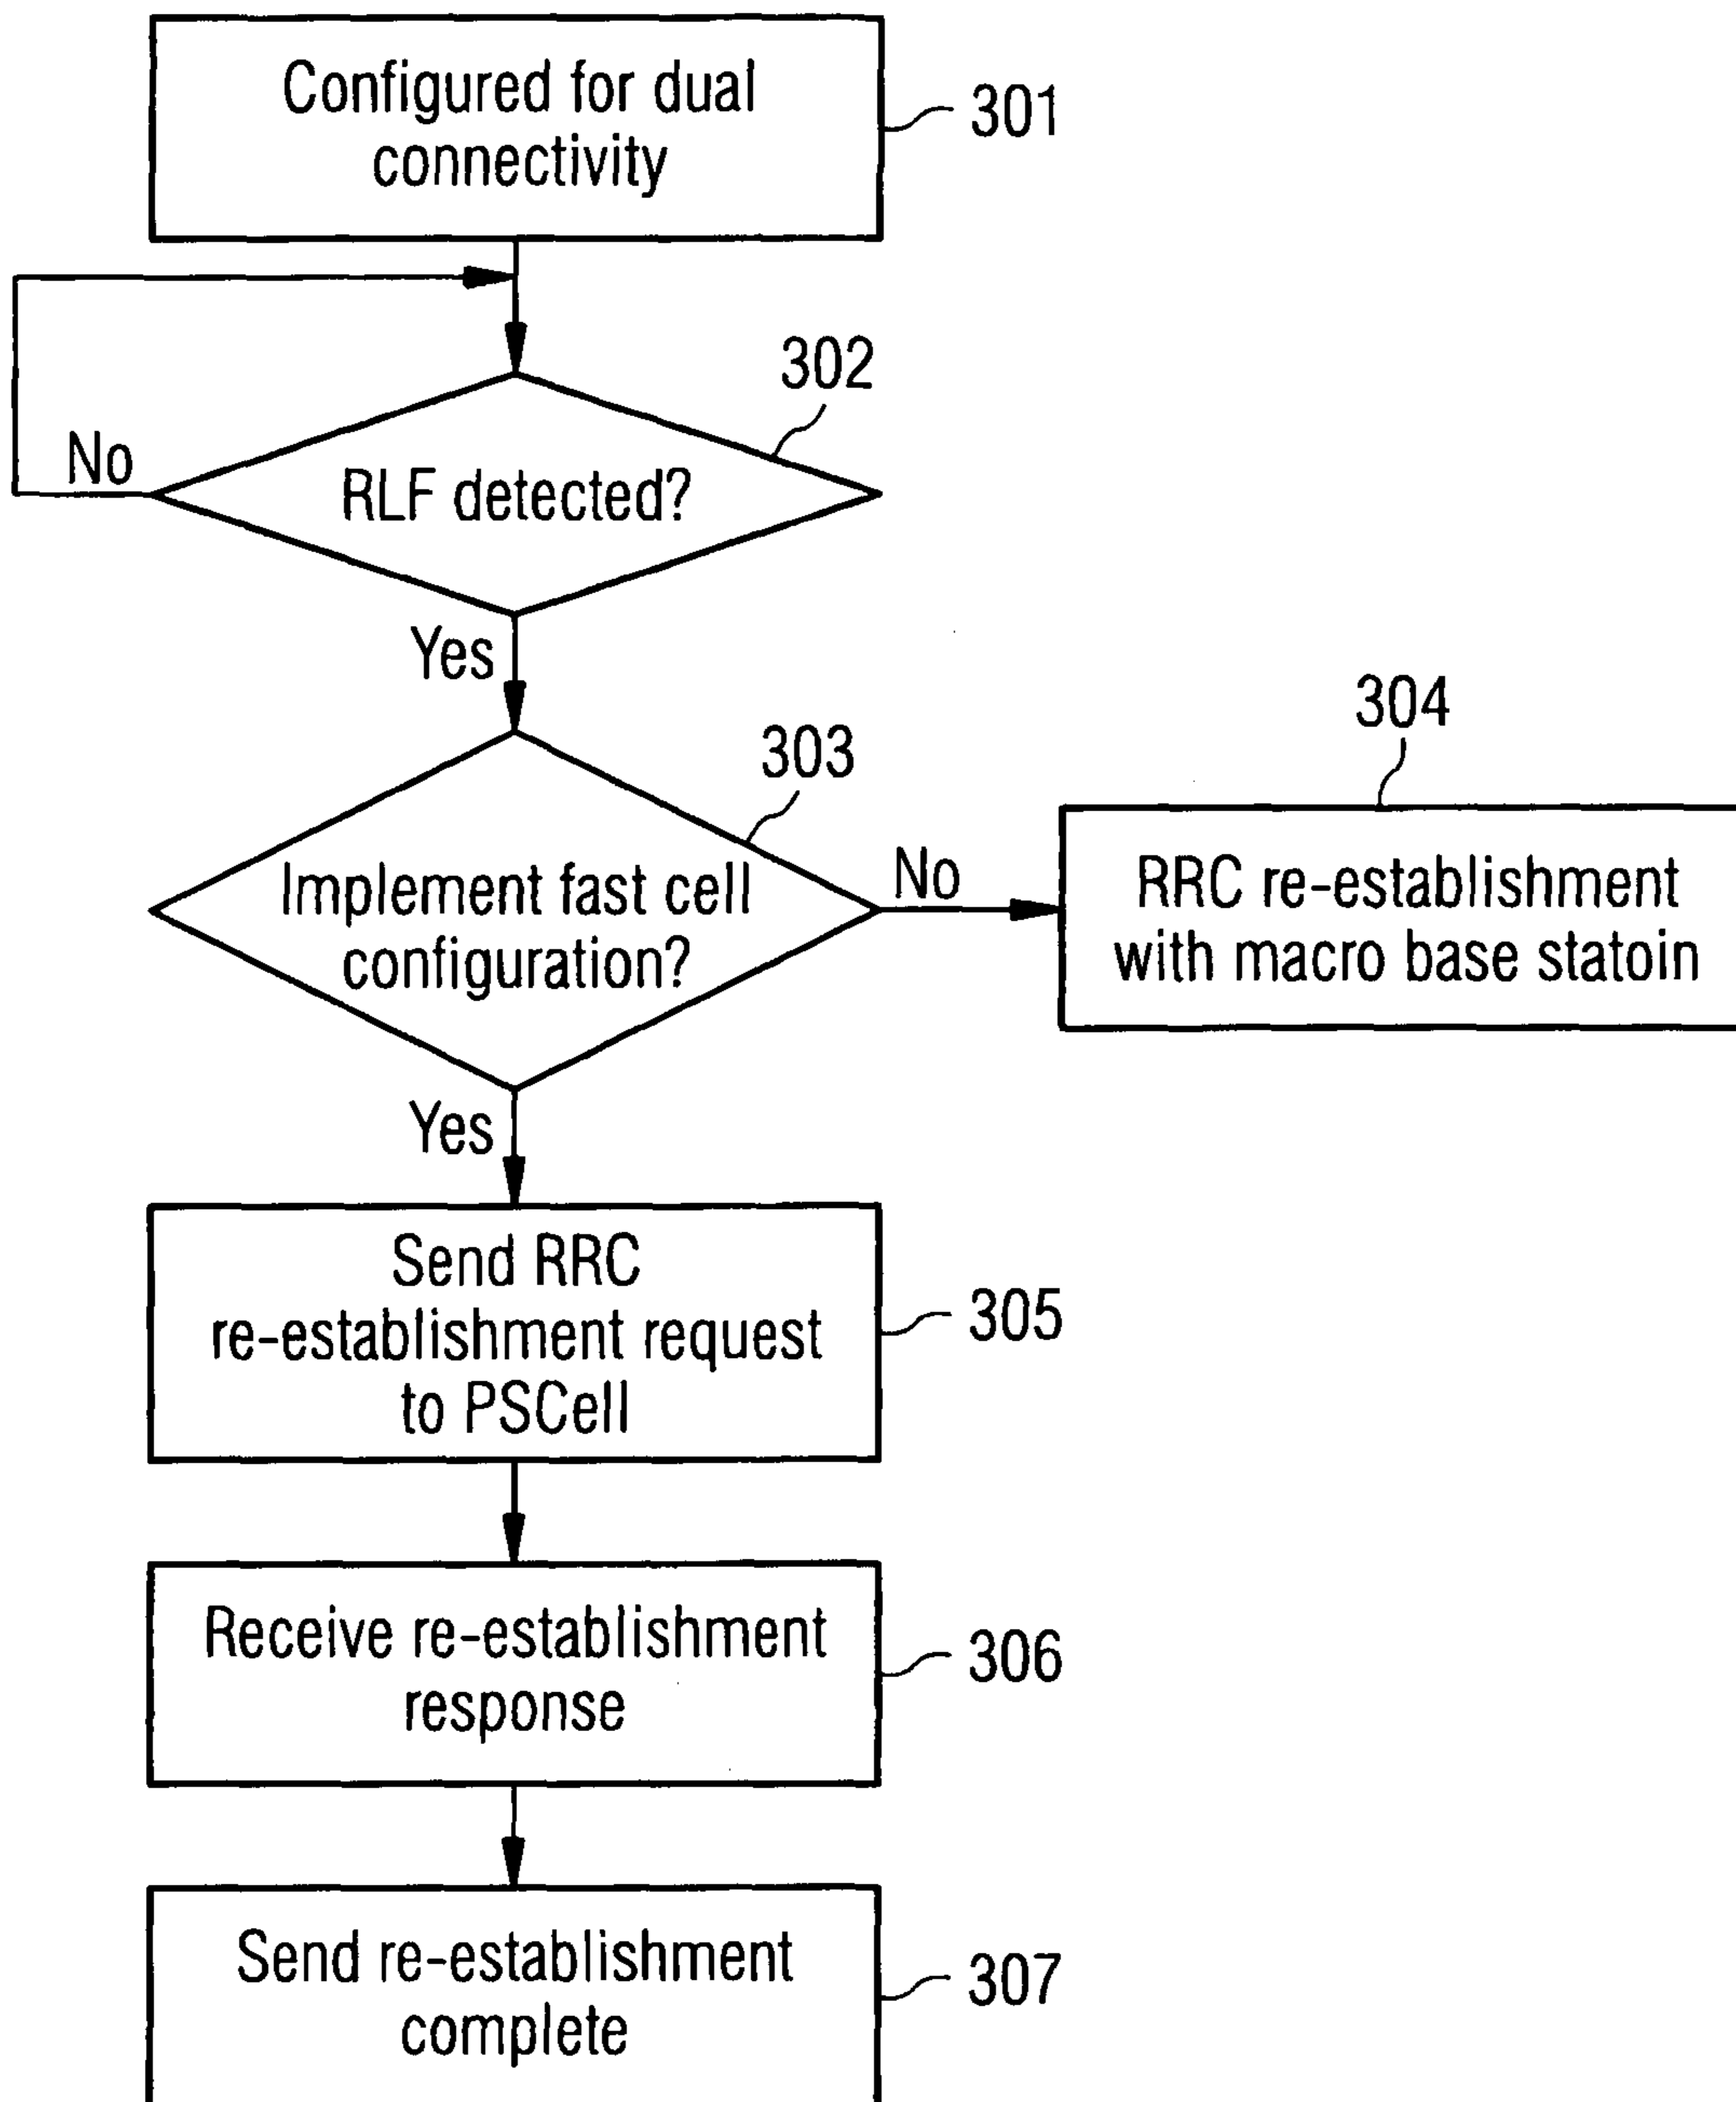 Configured for dual
connectivity
301
302
No
RLF detected?
Yes
303
304
Implement fast cell
configuration?
No
RRC re-establishment
with macro base statoin
Yes
Send RRC
re-establishment request
to PSCell
305
Receive re-establishment
response
306
Send re-establishment
complete
307